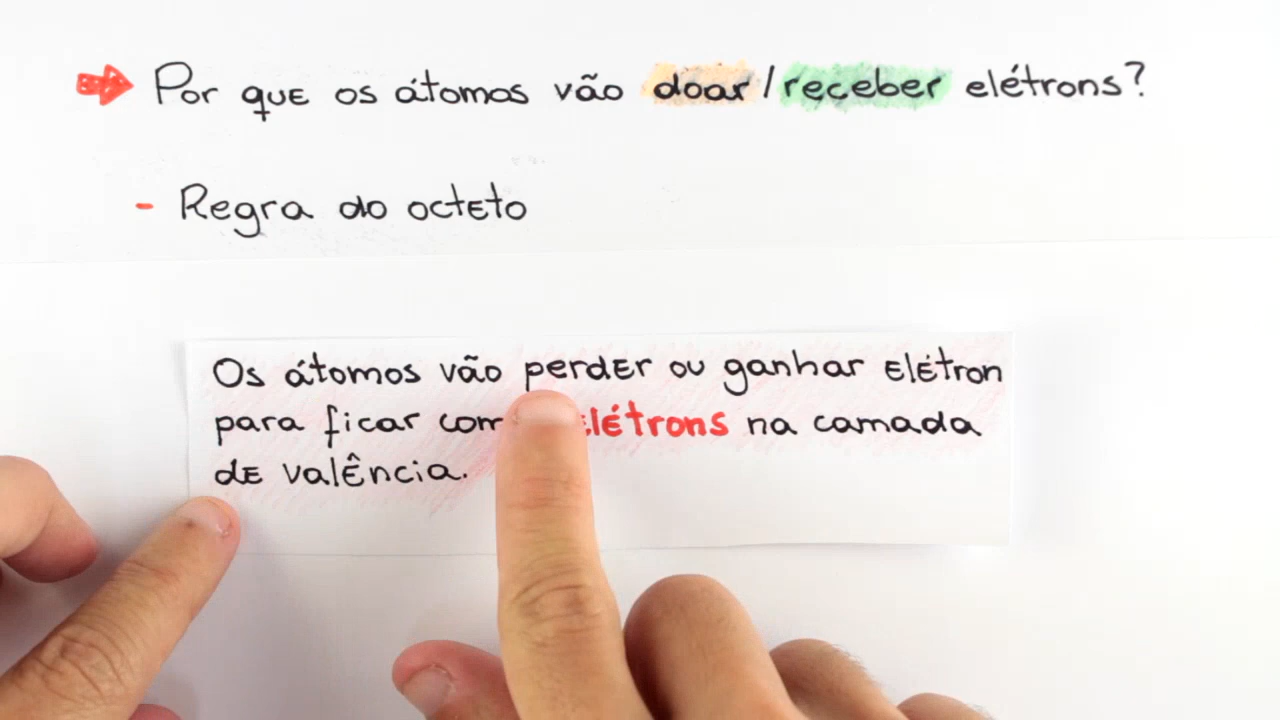 Por que os átomos vão doar/receber elétrons?
- Regra do octeto
Os átomos vão perder ou ganhar elétron
para ficar com elétrons na camada
de valência.